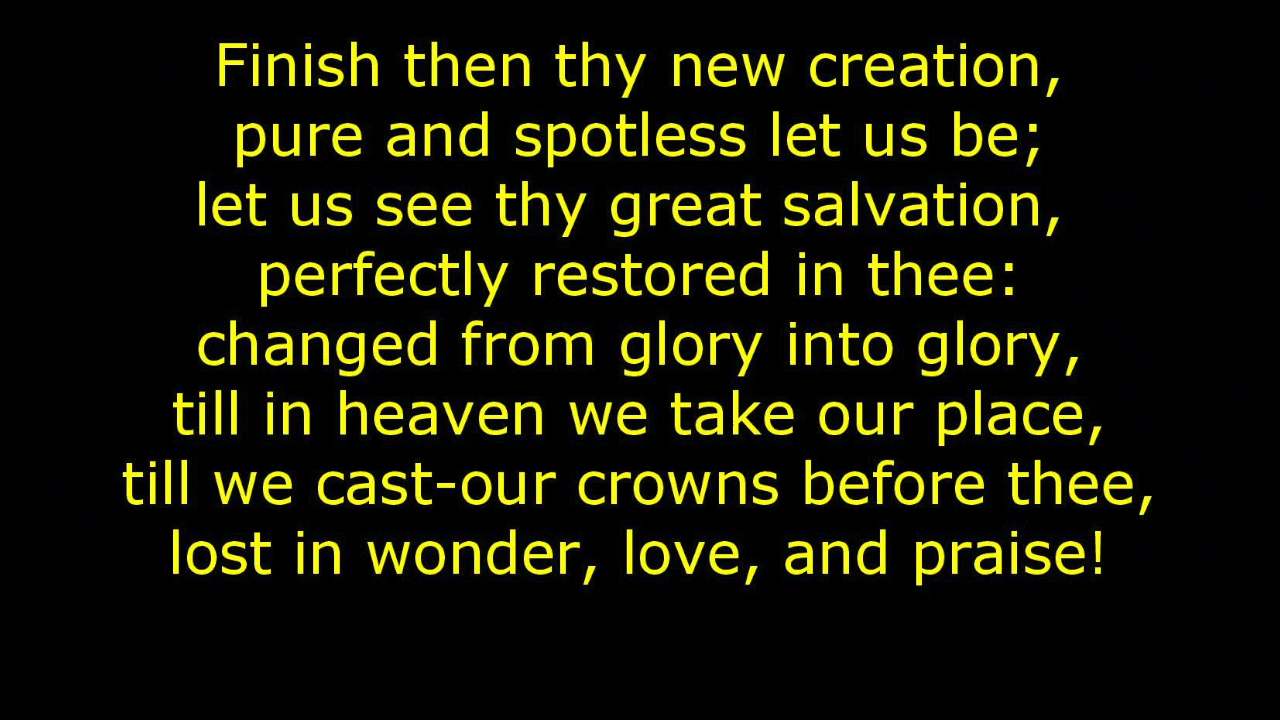 Finish then thy new creation,
pure and spotless let us be;
let us see thy great salvation,
perfectly restored in thee:
changed from glory into glory,
till in heaven we take our place,
till we cast-our crowns before thee,
lost in wonder, love, and praise!